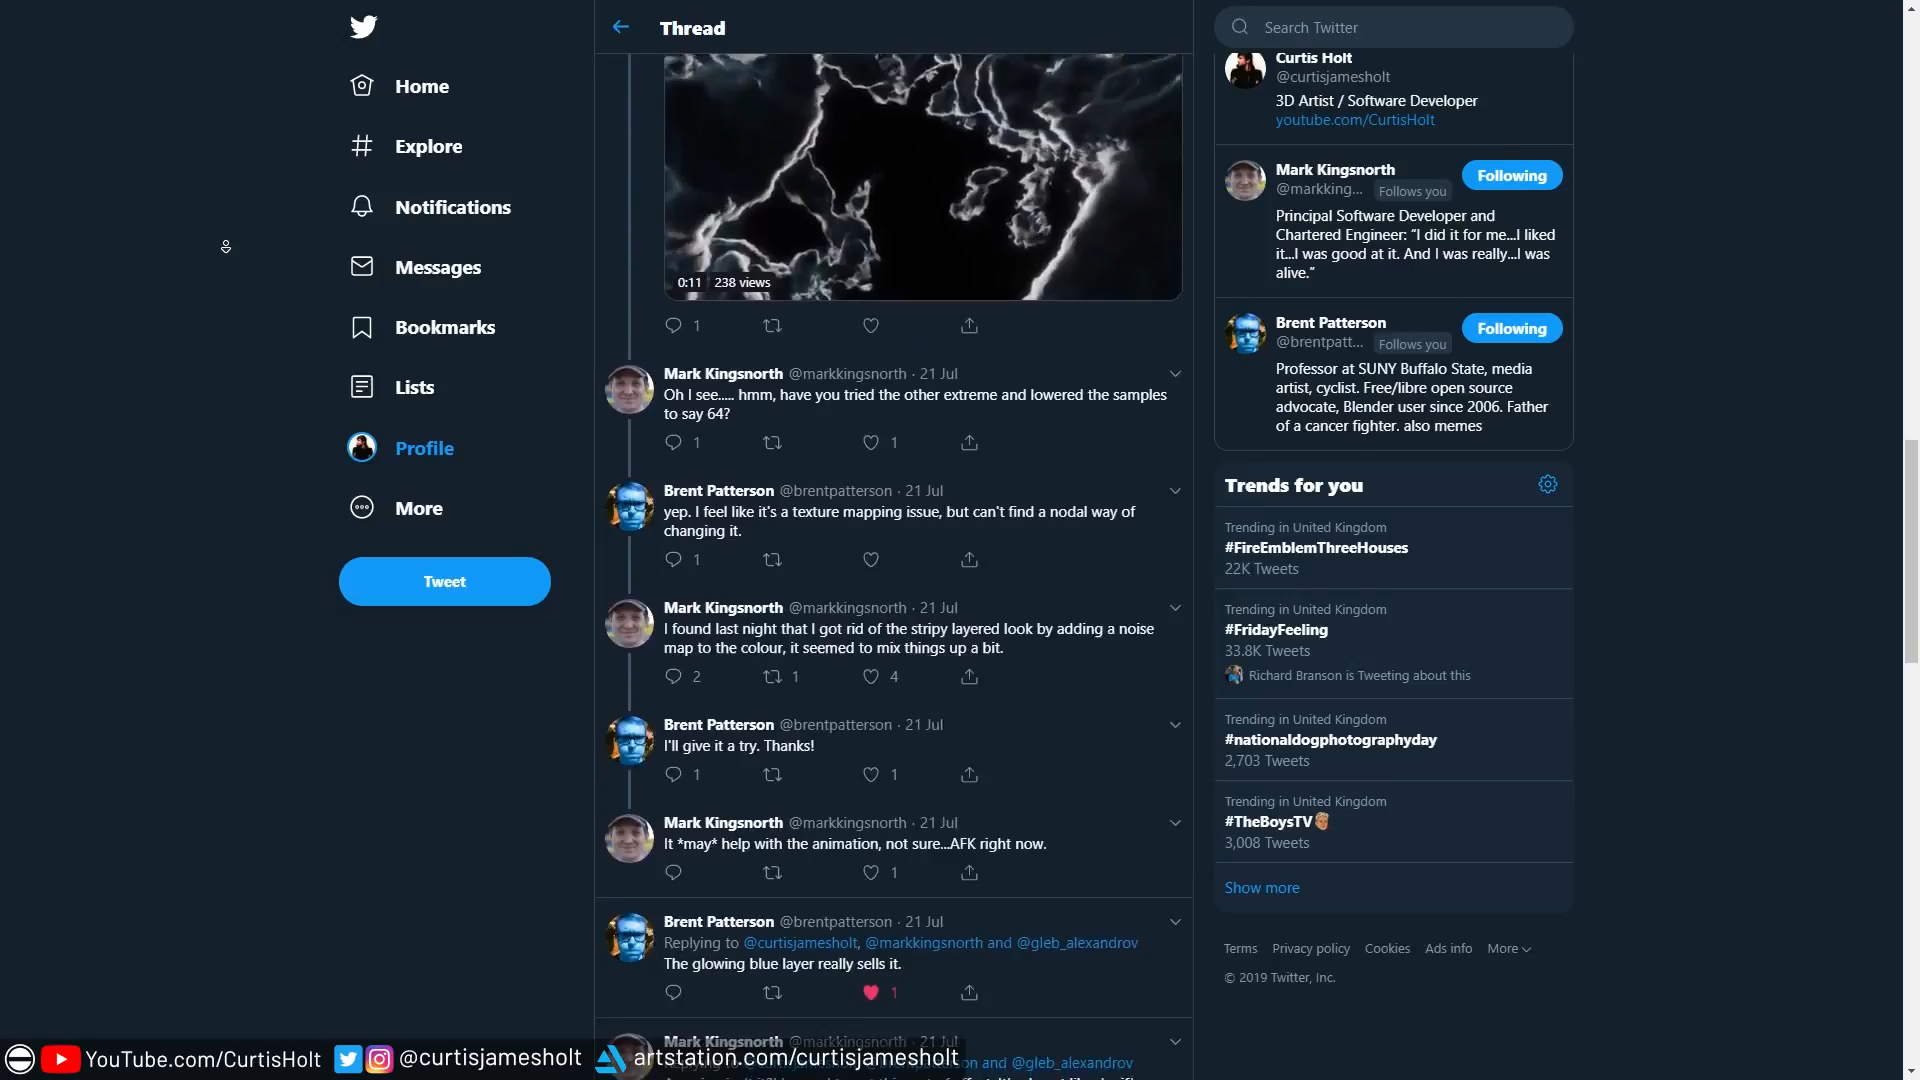 Home
Explore
Notifications
Messages
Bookmarks
Lists
Profile
More
Tweet
Thread
0:11 238 views
1
Mark Kingsnorth @markkingsnorth · 21 Jul
Oh I see..... hmm, have you tried the other extreme and lowered the samples
to say 64?
1 1
Brent Patterson @brentpatterson · 21 Jul
yep. I feel like it's a texture mapping issue, but can't find a nodal way of
changing it.
1
Mark Kingsnorth @markkingsnorth · 21 Jul
I found last night that I got rid of the stripy layered look by adding a noise
map to the colour, it seemed to mix things up a bit.
2 1 4
Brent Patterson @brentpatterson · 21 Jul
I'll give it a try. Thanks!
1 1
Mark Kingsnorth @markkingsnorth · 21 Jul
It *may* help with the animation, not sure...AFK right now.
1
Brent Patterson @brentpatterson · 21 Jul
Replying to @curtisjamesholt, @markkingsnorth and @gleb_alexandrov
The glowing blue layer really sells it.
1
Mark Kingsnorth @markkingsnorth · 21 Jul
and @gleb_alexandrov
Search Twitter
Curtis Holt
@curtisjamesholt
3D Artist / Software Developer
youtube.com/CurtisHolt
Mark Kingsnorth
@markking... Follows you
Following
Principal Software Developer and
Chartered Engineer: "I did it for me...I liked
it...I was good at it. And I was really...I was
alive."
Brent Patterson
@brentpatt... Follows you
Following
Professor at SUNY Buffalo State, media
artist, cyclist. Free/libre open source
advocate, Blender user since 2006. Father
of a cancer fighter. also memes
Trends for you
Trending in United Kingdom
#FireEmblemThreeHouses
22K Tweets
Trending in United Kingdom
#FridayFeeling
33.8K Tweets
Richard Branson is Tweeting about this
Trending in United Kingdom
#nationaldogphotographyday
2,703 Tweets
Trending in United Kingdom
#TheBoysTV
3,008 Tweets
Show more
Terms Privacy policy Cookies Ads info More
© 2019 Twitter, Inc.
YouTube.com/CurtisHolt @curtisjamesholt artstation.com/curtisjamesholt